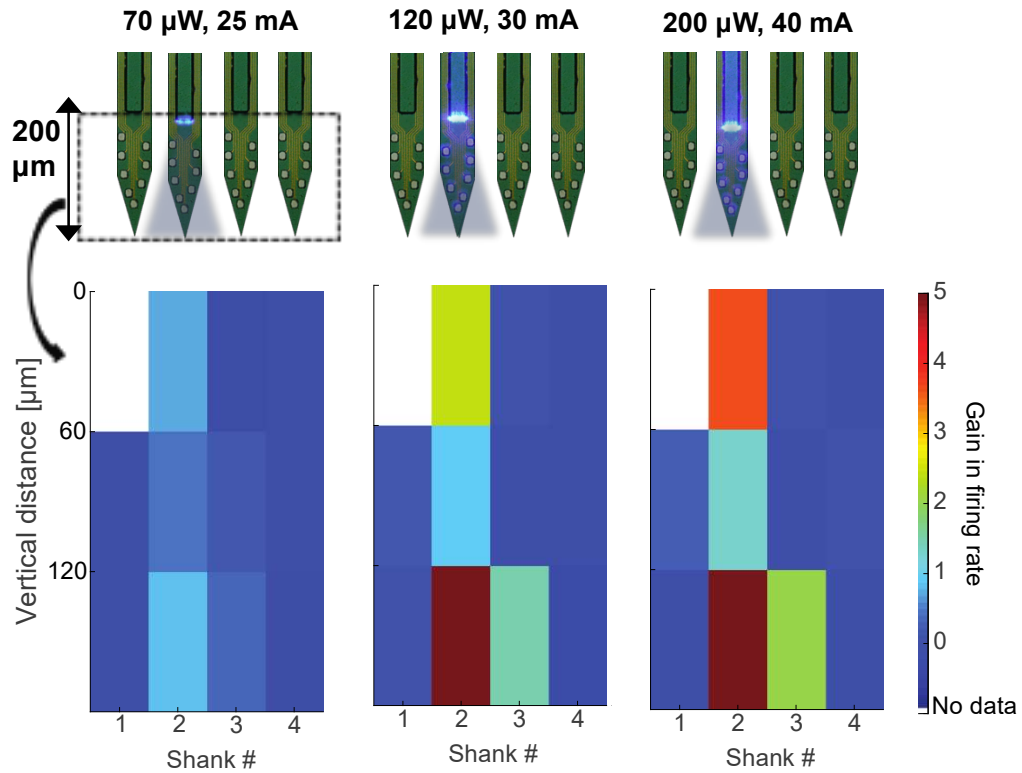 70 µW, 25 mA
120 µW, 30 mA
200 µW, 40 mA
200
µm
Vertical distance [µm]
0
60
120
1 2 3 4
Shank #
1 2 3 4
Shank #
1 2 3 4
Shank #
5
4
3
2
1
0
No data
Gain in firing rate